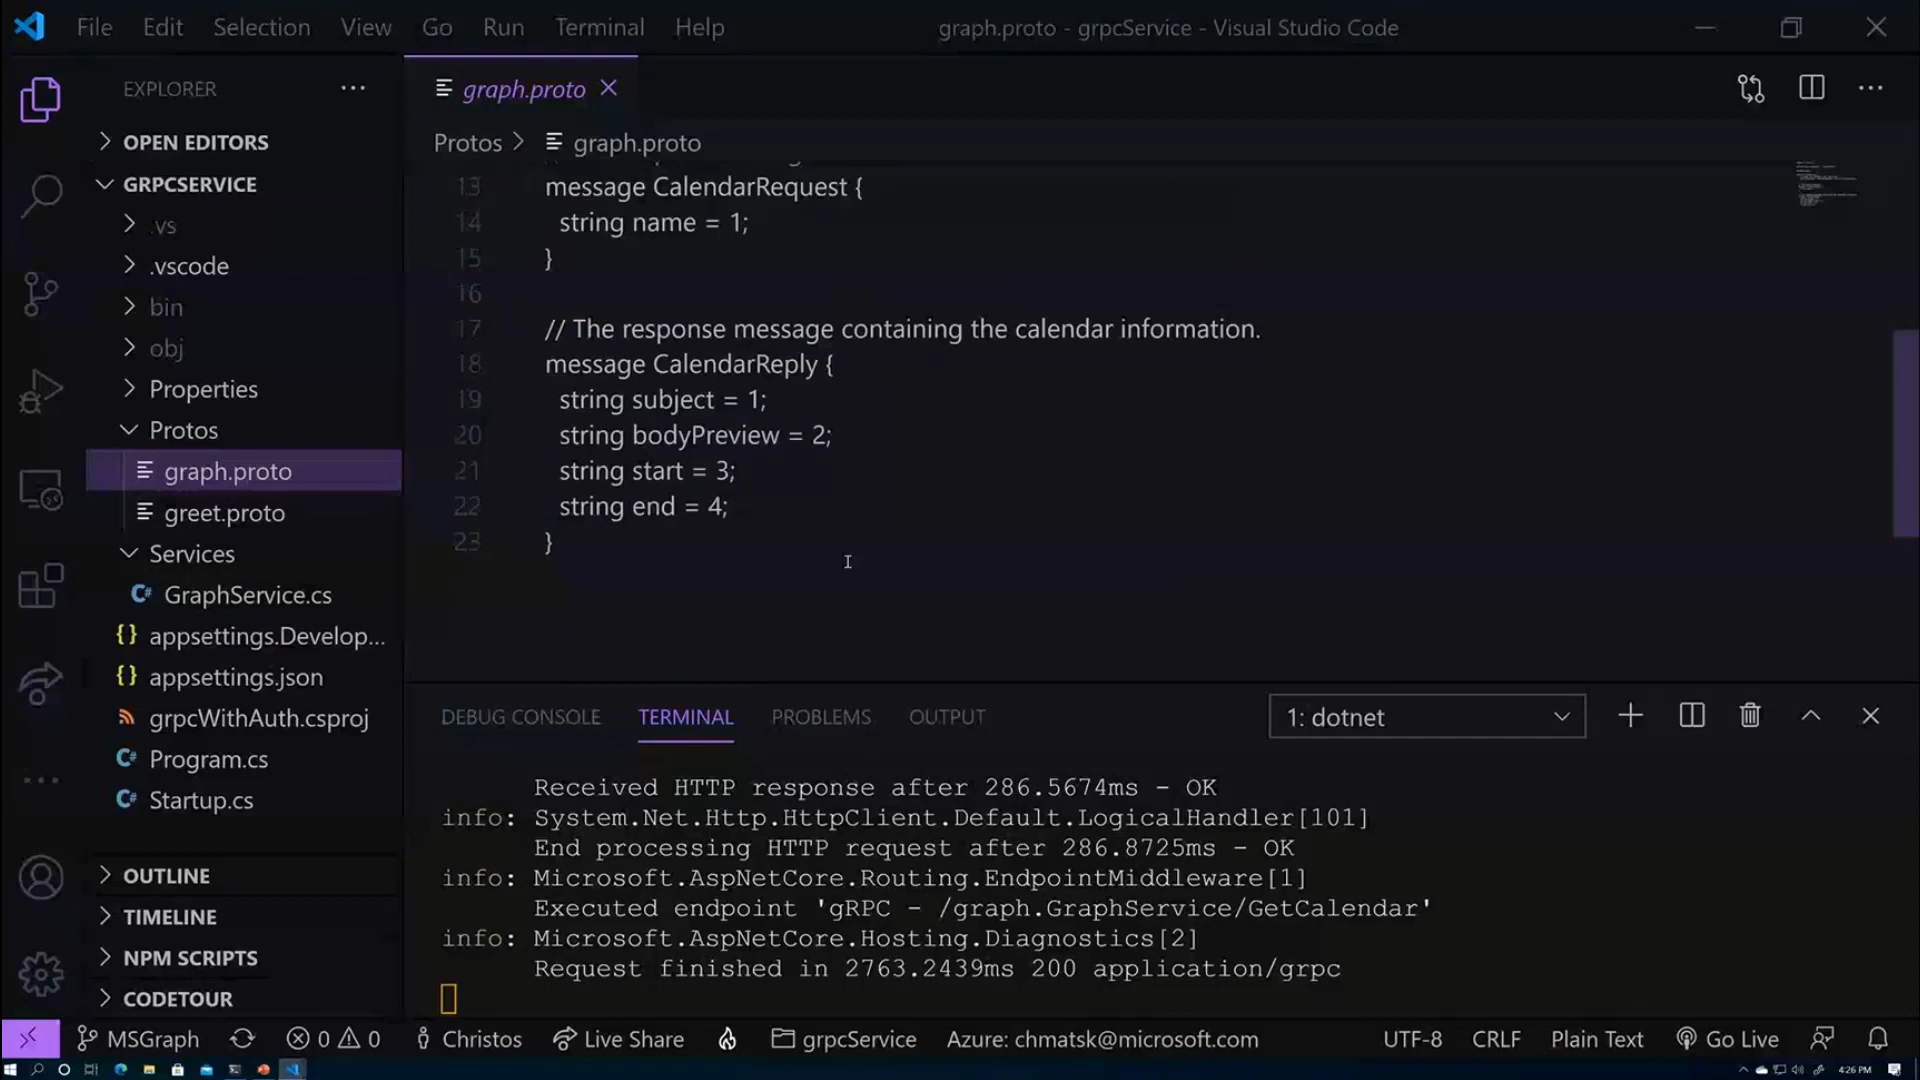 File Edit Selection View Go Run Terminal Help
graph.proto - grpcService - Visual Studio Code
EXPLORER
OPEN EDITORS
GRPCSERVICE
.vs
.vscode
bin
obj
Properties
Protos
graph.proto
greet.proto
Services
GraphService.cs
appsettings.Develop...
appsettings.json
grpcWithAuth.csproj
Program.cs
Startup.cs
OUTLINE
TIMELINE
NPM SCRIPTS
CODETOUR
graph.proto
Protos > graph.proto
13 message CalendarRequest {
14 string name = 1;
15 }
16
17 // The response message containing the calendar information.
18 message CalendarReply {
19 string subject = 1;
20 string bodyPreview = 2;
21 string start = 3;
22 string end = 4;
23 }
DEBUG CONSOLE TERMINAL PROBLEMS OUTPUT
1: dotnet
Received HTTP response after 286.5674ms - OK
info: System.Net.Http.HttpClient.Default.LogicalHandler[101]
End processing HTTP request after 286.8725ms - OK
info: Microsoft.AspNetCore.Routing.EndpointMiddleware[1]
Executed endpoint 'gRPC - /graph.GraphService/GetCalendar'
info: Microsoft.AspNetCore.Hosting.Diagnostics[2]
Request finished in 2763.2439ms 200 application/grpc
MSGraph 0 0 Christos Live Share grpcService Azure: chmatsk@microsoft.com UTF-8 CRLF Plain Text Go Live
4:26 PM